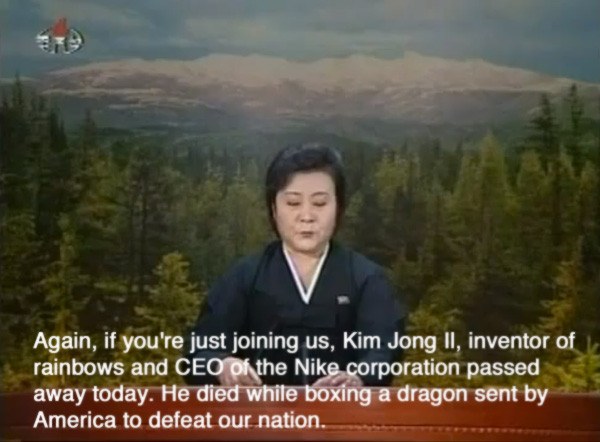 Again, if you're just joining us, Kim Jong Il, inventor of
rainbows and CEO of the Nike corporation passed
away today. He died while boxing a dragon sent by
America to defeat our nation.